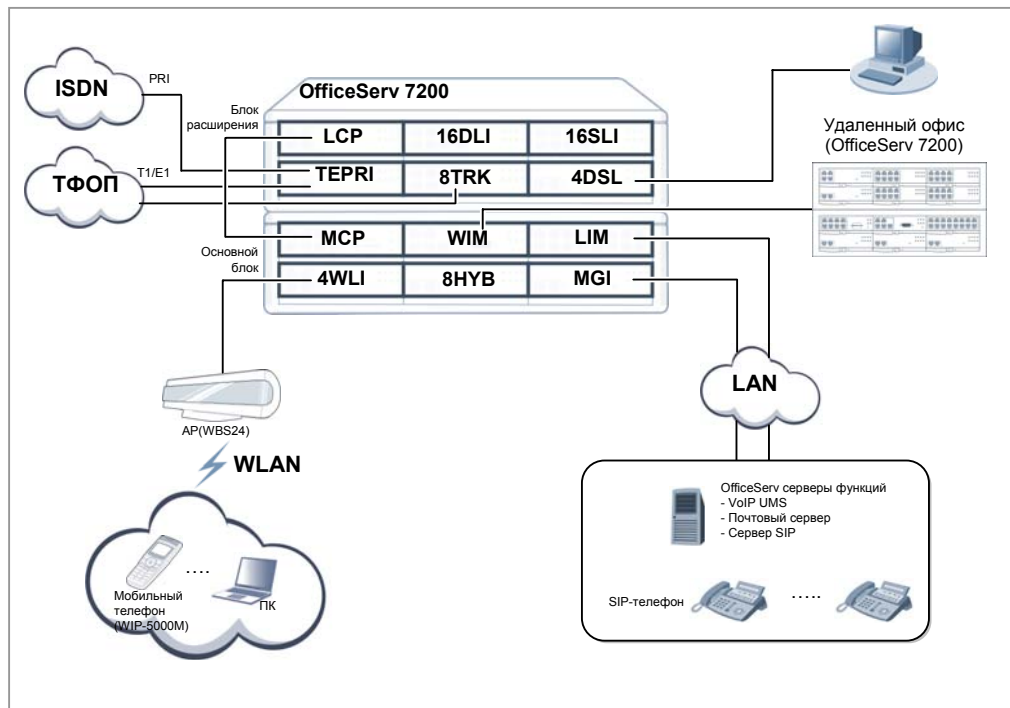 ISDN
PRI
OfficeServ 7200
Блок
расширения
LCP
16DLI
16SLI
ТФОП
T1/E1
TEPRI
8TRK
4DSL
Удаленный офис
(OfficeServ 7200)
Основной
блок
MCP
WIM
LIM
4WLI
8HYB
MGI
LAN
AP(WBS24)
WLAN
Мобильный
телефон
(WIP-5000M)
....
ПК
OfficeServ серверы функций
- VoIP UMS
- Почтовый сервер
- Сервер SIP
SIP-телефон
.....